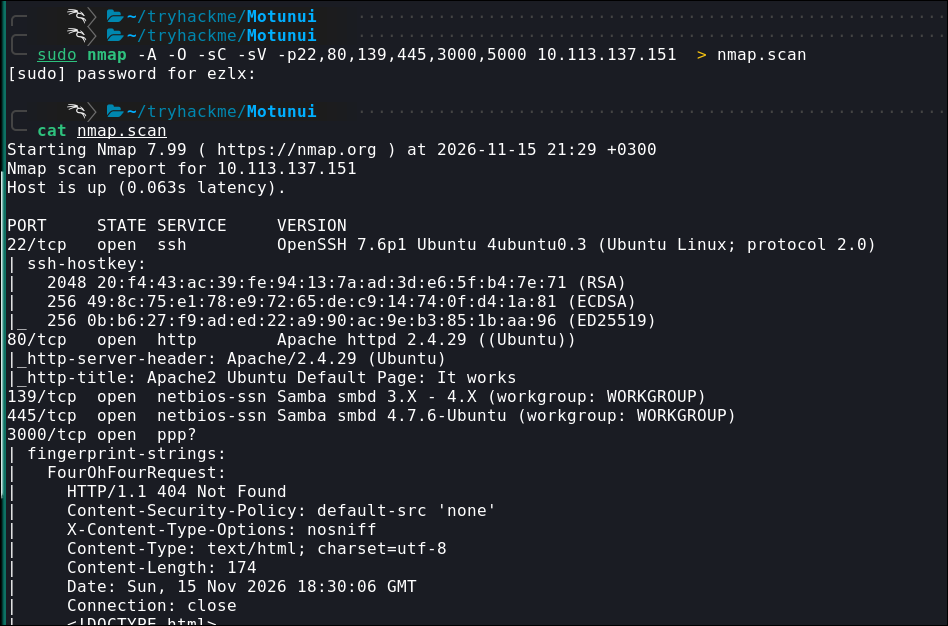 ~/tryhackme/Motunui
~/tryhackme/Motunui
sudo nmap -A -O -sC -sV -p22,80,139,445,3000,5000 10.113.137.151  > nmap.scan
[sudo] password for ezlx:
~/tryhackme/Motunui
cat nmap.scan
Starting Nmap 7.99 ( https://nmap.org ) at 2026-11-15 21:29 +0300
Nmap scan report for 10.113.137.151
Host is up (0.063s latency).
PORT     STATE SERVICE     VERSION
22/tcp   open  ssh         OpenSSH 7.6p1 Ubuntu 4ubuntu0.3 (Ubuntu Linux; protocol 2.0)
| ssh-hostkey:
|   2048 20:f4:43:ac:39:fe:94:13:7a:ad:3d:e6:5f:b4:7e:71 (RSA)
|   256 49:8c:75:e1:78:e9:72:65:de:c9:14:74:0f:d4:1a:81 (ECDSA)
|_  256 0b:b6:27:f9:ad:ed:22:a9:90:ac:9e:b3:85:1b:aa:96 (ED25519)
80/tcp   open  http        Apache httpd 2.4.29 ((Ubuntu))
|_http-server-header: Apache/2.4.29 (Ubuntu)
|_http-title: Apache2 Ubuntu Default Page: It works
139/tcp  open  netbios-ssn Samba smbd 3.X - 4.X (workgroup: WORKGROUP)
445/tcp  open  netbios-ssn Samba smbd 4.7.6-Ubuntu (workgroup: WORKGROUP)
3000/tcp open  ppp?
| fingerprint-strings:
|   FourOhFourRequest:
|     HTTP/1.1 404 Not Found
|     Content-Security-Policy: default-src 'none'
|     X-Content-Type-Options: nosniff
|     Content-Type: text/html; charset=utf-8
|     Content-Length: 174
|     Date: Sun, 15 Nov 2026 18:30:06 GMT
|     Connection: close
|     <!DOCTYPE html>